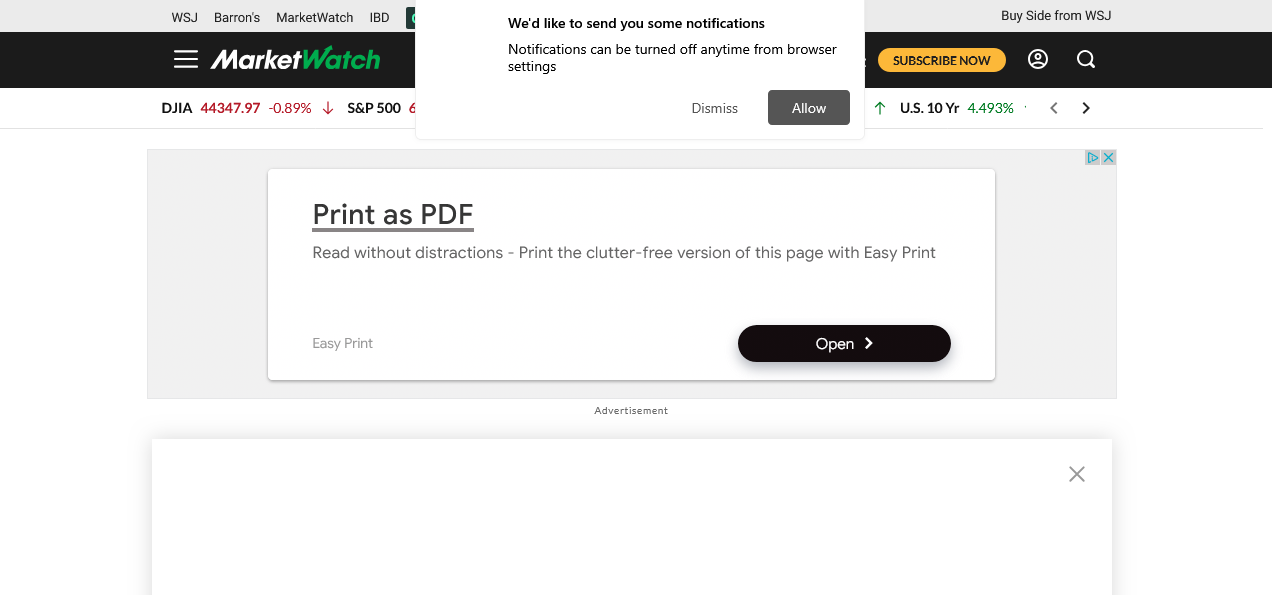 WSJ Barron's MarketWatch IBD
Buy Side from WSJ
We'd like to send you some notifications
Notifications can be turned off anytime from browser
settings
Dismiss
Allow
MarketWatch
SUBSCRIBE NOW
DJIA 44347.97 -0.89% S&P 500
U.S. 10 Yr 4.493%
Print as PDF
Read without distractions - Print the clutter-free version of this page with Easy Print
Easy Print
Open
Advertisement